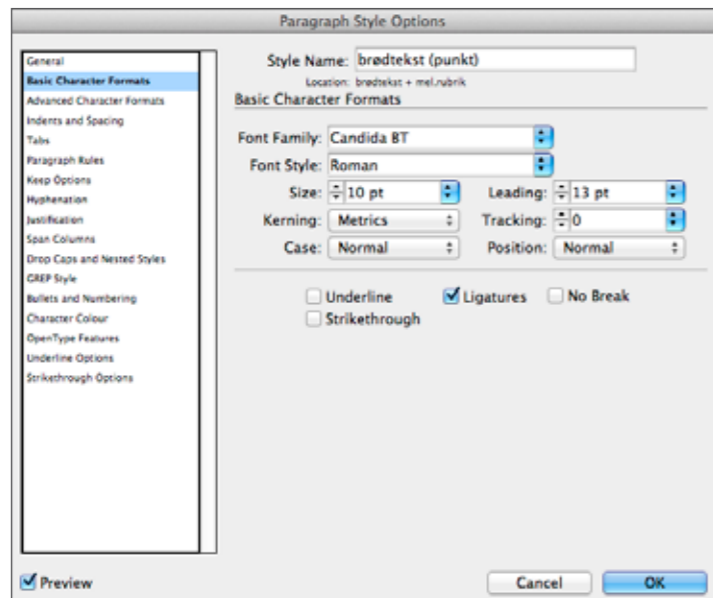 Paragraph Style Options
General
Basic Character Formats
Advanced Character Formats
Indents and Spacing
Tabs
Paragraph Rules
Keep Options
Hyphenation
Justification
Span Columns
Drop Caps and Nested Styles
GREP Style
Bullets and Numbering
Character Colour
OpenType Features
Underline Options
Strikethrough Options
Style Name: brødtekst (punkt)
Location: brødtekst + mel.rubrik
Basic Character Formats
Font Family: Candida BT
Font Style: Roman
Size: 10 pt Leading: 13 pt
Kerning: Metrics Tracking: 0
Case: Normal Position: Normal
Underline Ligatures No Break
Strikethrough
Preview Cancel OK